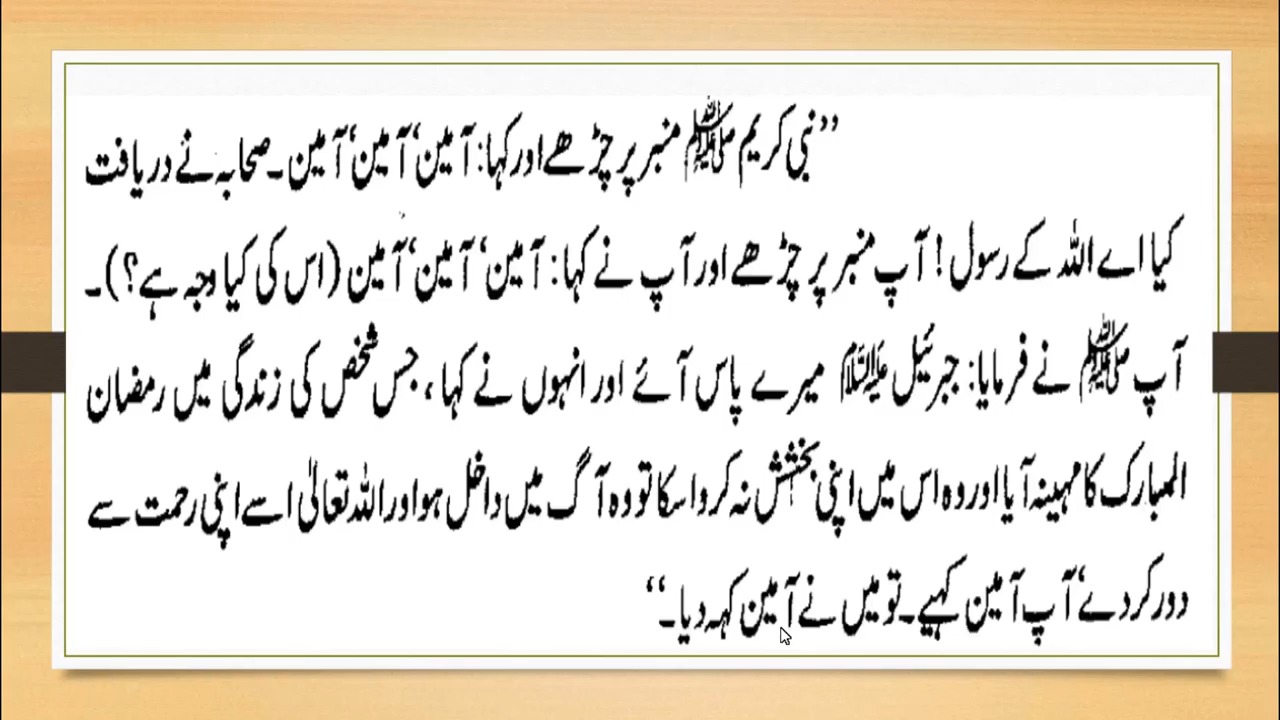 ”نبی کریم ﷺ منبر پر چڑھے اور کہا: آمین‘ آمین‘ آمین۔ صحابہ نے دریافت
کیا اے اللہ کے رسول! آپ منبر پر چڑھے اور آپ نے کہا: آمین‘ آمین‘ آمین (اس کی کیا وجہ ہے؟)۔
آپ ﷺ نے فرمایا: جبرئیل علیہ السلام میرے پاس آئے اور انہوں نے کہا، جس شخص کی زندگی میں رمضان
المبارک کا مہینہ آیا اور وہ اس میں اپنی بخشش نہ کروا سکا تو وہ آگ میں داخل ہو اور اللہ تعالیٰ اسے اپنی رحمت سے
دور کر دے‘ آپ آمین کہیے۔ تو میں نے آمین کہہ دیا۔“